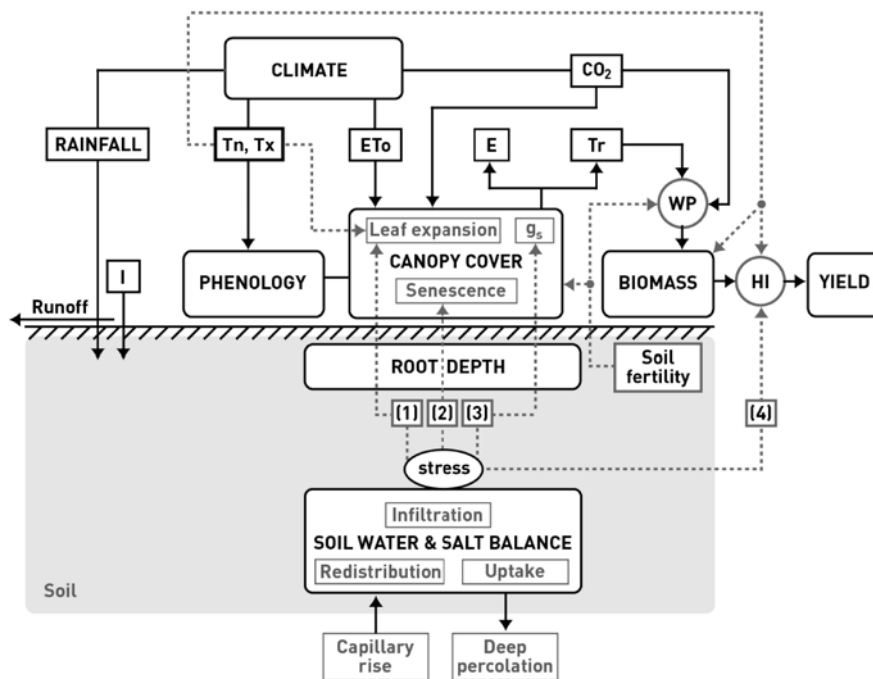 CLIMATE
CO₂
RAINFALL
Tn, Tx
ETo
E
Tr
WP
Leaf expansion
gₛ
CANOPY COVER
Senescence
I
PHENOLOGY
BIOMASS
HI
YIELD
Runoff
ROOT DEPTH
Soil
fertility
(1)
(2)
(3)
(4)
stress
Infiltration
SOIL WATER & SALT BALANCE
Redistribution
Uptake
Soil
Capillary
rise
Deep
percolation